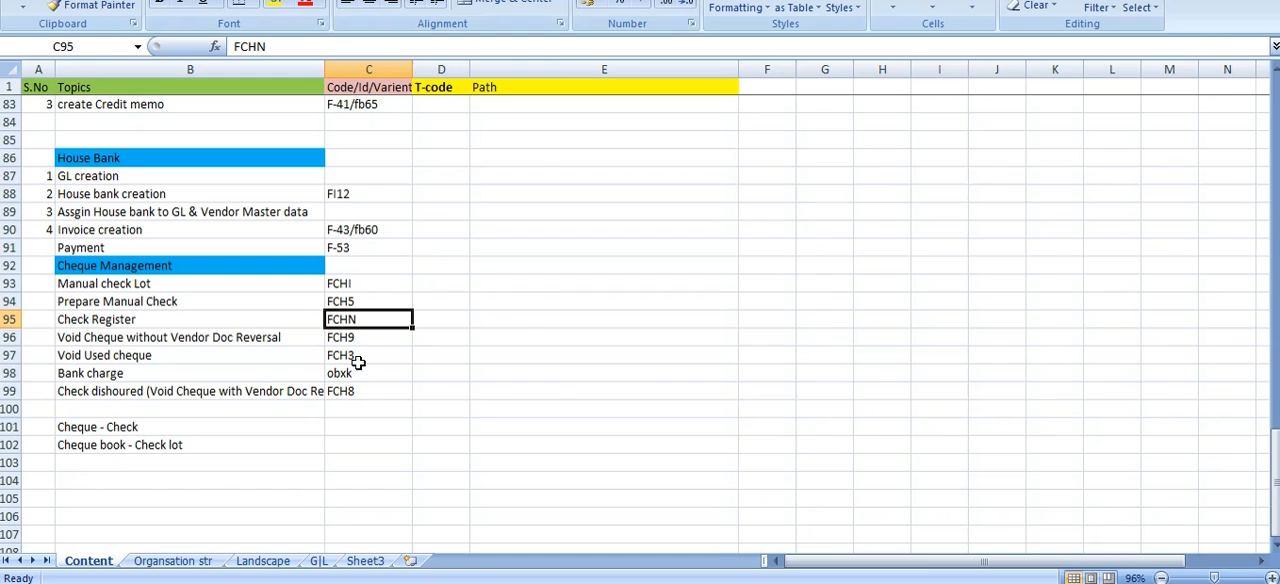 Format Painter
Merge & Center
%
.00
Formatting as Table Styles
Clear
Filter Select
Clipboard Font Alignment Number Styles Cells Editing
C95 fx FCHN
A B C D E F G H I J K L M N
1 S.No Topics Code/Id/Varient T-code Path
83 3 create Credit memo F-41/fb65
84
85
86 House Bank
87 1 GL creation
88 2 House bank creation FI12
89 3 Assgin House bank to GL & Vendor Master data
90 4 Invoice creation F-43/fb60
91 Payment F-53
92 Cheque Management
93 Manual check Lot FCHI
94 Prepare Manual Check FCH5
95 Check Register FCHN
96 Void Cheque without Vendor Doc Reversal FCH9
97 Void Used cheque FCH3
98 Bank charge obxk
99 Check dishoured (Void Cheque with Vendor Doc Re FCH8
100
101 Cheque - Check
102 Cheque book - Check lot
103
104
105
106
107
108
Content Organsation str Landscape G|L Sheet3
Ready 96%